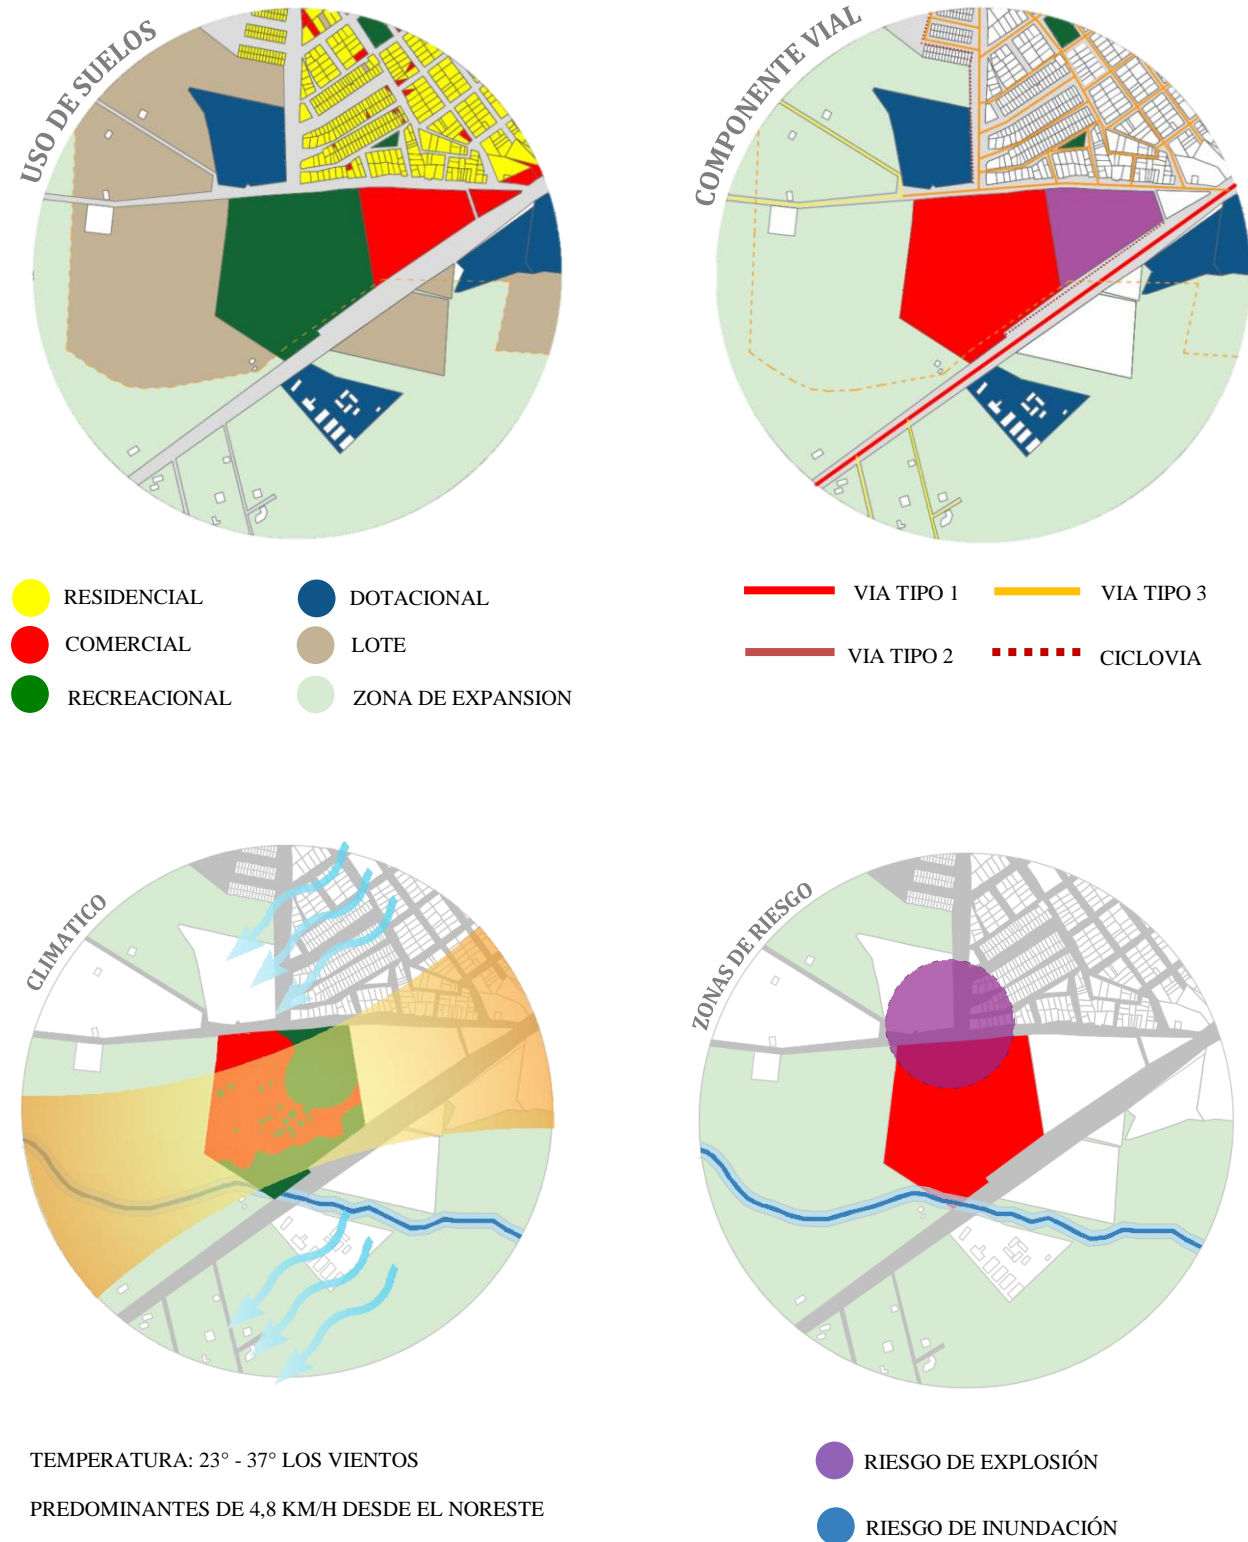 USO DE SUELOS
COMPONENTE VIAL
RESIDENCIAL
DOTACIONAL
COMERCIAL
LOTE
RECREACIONAL
ZONA DE EXPANSION
VIA TIPO 1
VIA TIPO 3
VIA TIPO 2
CICLOVIA
CLIMATICO
ZONAS DE RIESGO
TEMPERATURA: 23° - 37° LOS VIENTOS
PREDOMINANTES DE 4,8 KM/H DESDE EL NORESTE
RIESGO DE EXPLOSIÓN
RIESGO DE INUNDACIÓN